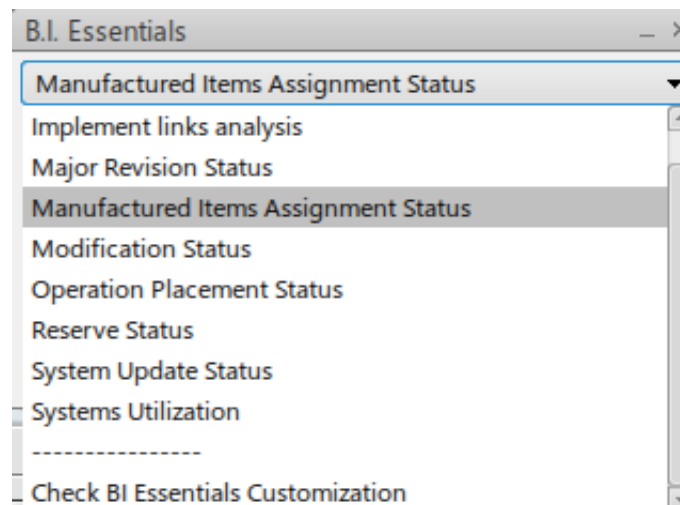 B.I. Essentials
Manufactured Items Assignment Status
Implement links analysis
Major Revision Status
Manufactured Items Assignment Status
Modification Status
Operation Placement Status
Reserve Status
System Update Status
Systems Utilization
----------------
Check BI Essentials Customization